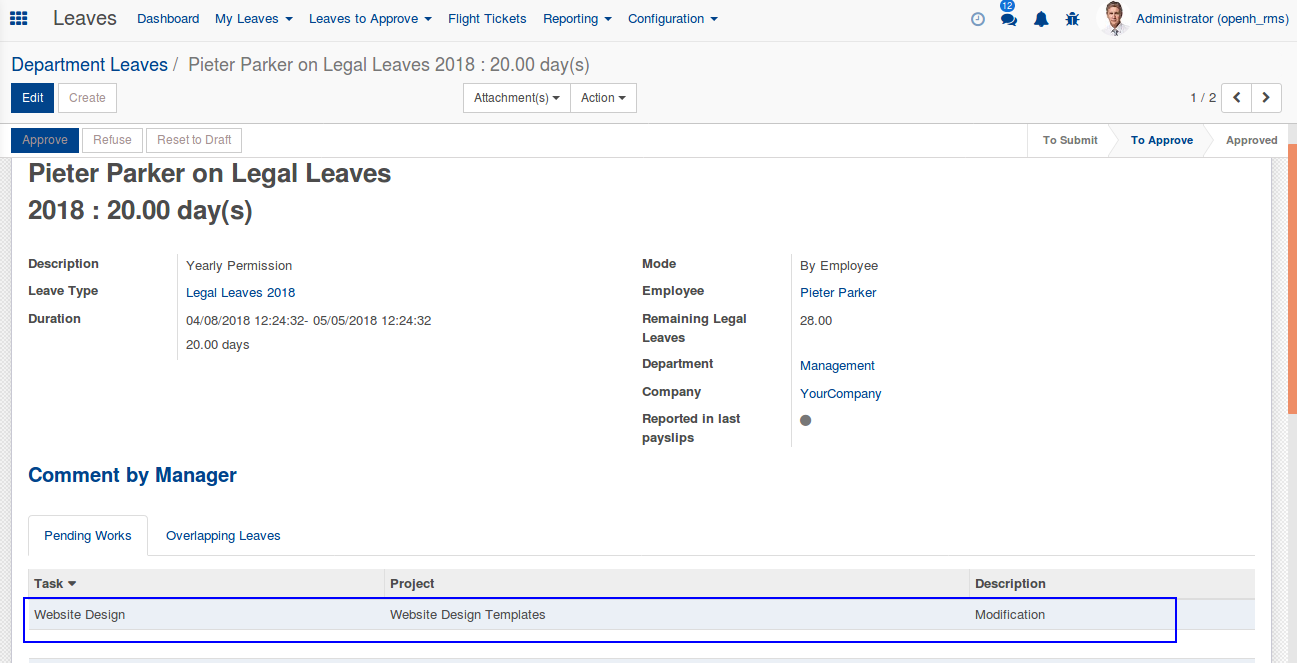 Leaves Dashboard My Leaves Leaves to Approve Flight Tickets Reporting Configuration 12 Administrator (openh_rms)
Department Leaves / Pieter Parker on Legal Leaves 2018 : 20.00 day(s)
Edit Create Attachment(s) Action 1 / 2
Approve Refuse Reset to Draft To Submit To Approve Approved
Pieter Parker on Legal Leaves
2018 : 20.00 day(s)
Description Yearly Permission
Leave Type Legal Leaves 2018
Duration 04/08/2018 12:24:32- 05/05/2018 12:24:32
20.00 days
Mode By Employee
Employee Pieter Parker
Remaining Legal 28.00
Leaves
Department Management
Company YourCompany
Reported in last
payslips
Comment by Manager
Pending Works Overlapping Leaves
Task Project Description
Website Design Website Design Templates Modification